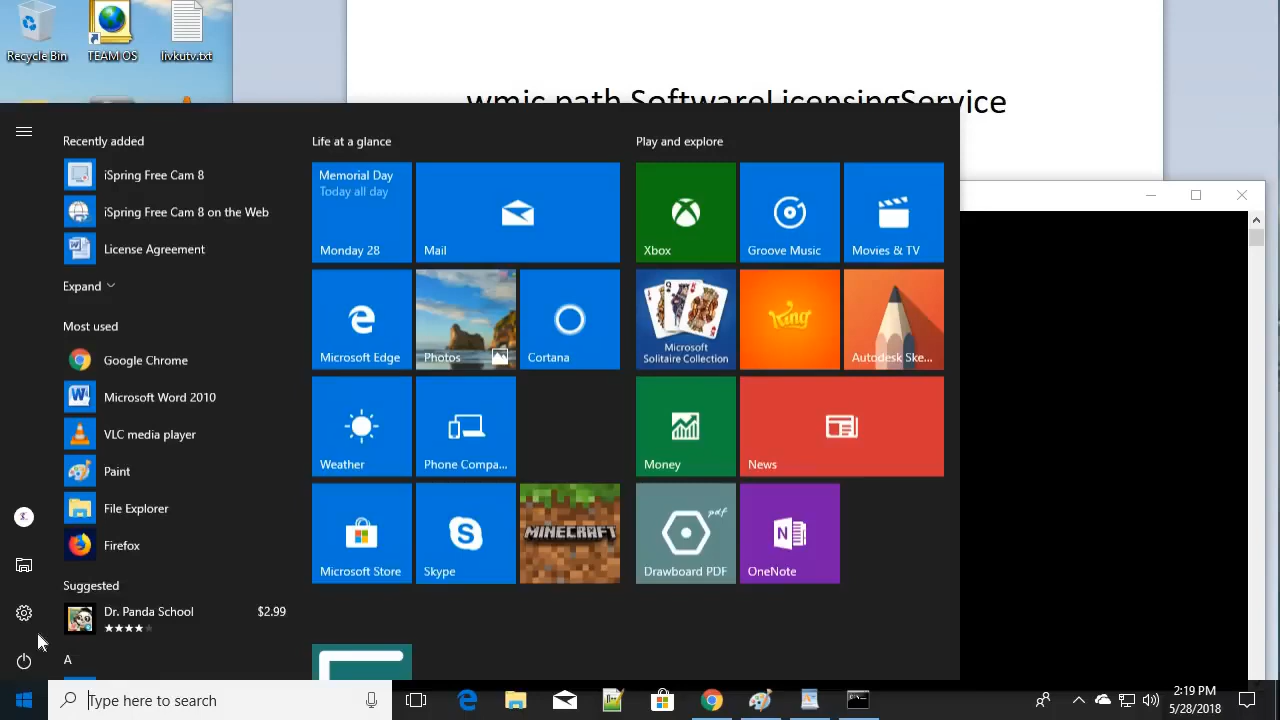 Recycle Bin
TEAM OS
livkutv.txt
wmic path SoftwareLicensingService
Recently added
iSpring Free Cam 8
iSpring Free Cam 8 on the Web
License Agreement
Expand
Most used
Google Chrome
Microsoft Word 2010
VLC media player
Paint
File Explorer
Firefox
Suggested
Dr. Panda School
$2.99
A
Life at a glance
Memorial Day
Today all day
Monday 28
Mail
Microsoft Edge
Photos
Cortana
Weather
Phone Compa...
Microsoft Store
Skype
MINECRAFT
Play and explore
Xbox
Groove Music
Movies & TV
Microsoft
Solitaire Collection
King
Autodesk Ske...
Money
News
pdf
Drawboard PDF
OneNote
Type here to search
2:19 PM
5/28/2018